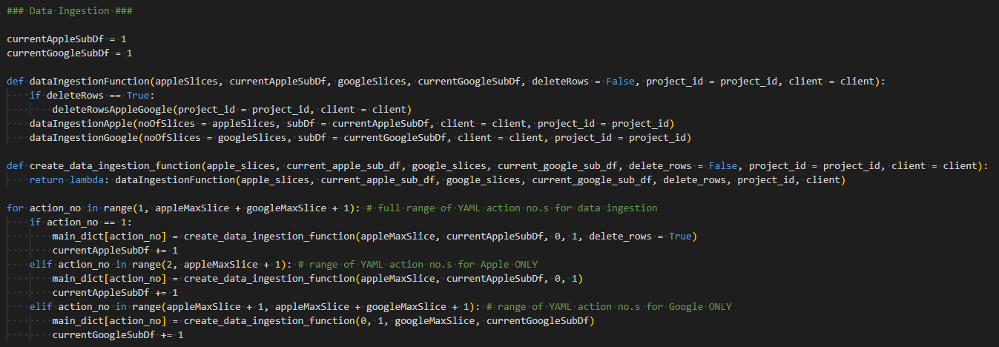 ### Data Ingestion ###
currentAppleSubDf = 1
currentGoogleSubDf = 1
def dataIngestionFunction(appleSlices, currentAppleSubDf, googleSlices, currentGoogleSubDf, deleteRows = False, project_id = project_id, client = client):
    if deleteRows == True:
        deleteRowsAppleGoogle(project_id = project_id, client = client)
    dataIngestionApple(noOfSlices = appleSlices, subDf = currentAppleSubDf, client = client, project_id = project_id)
    dataIngestionGoogle(noOfSlices = googleSlices, subDf = currentGoogleSubDf, client = client, project_id = project_id)
def create_data_ingestion_function(apple_slices, current_apple_sub_df, google_slices, current_google_sub_df, delete_rows = False, project_id = project_id, client = client):
    return lambda: dataIngestionFunction(apple_slices, current_apple_sub_df, google_slices, current_google_sub_df, delete_rows, project_id, client)
for action_no in range(1, appleMaxSlice + googleMaxSlice + 1): # full range of YAML action no.s for data ingestion
    if action_no == 1:
        main_dict[action_no] = create_data_ingestion_function(appleMaxSlice, currentAppleSubDf, 0, 1, delete_rows = True)
        currentAppleSubDf += 1
    elif action_no in range(2, appleMaxSlice + 1): # range of YAML action no.s for Apple ONLY
        main_dict[action_no] = create_data_ingestion_function(appleMaxSlice, currentAppleSubDf, 0, 1)
        currentAppleSubDf += 1
    elif action_no in range(appleMaxSlice + 1, appleMaxSlice + googleMaxSlice + 1): # range of YAML action no.s for Google ONLY
        main_dict[action_no] = create_data_ingestion_function(0, 1, googleMaxSlice, currentGoogleSubDf)
        currentGoogleSubDf += 1